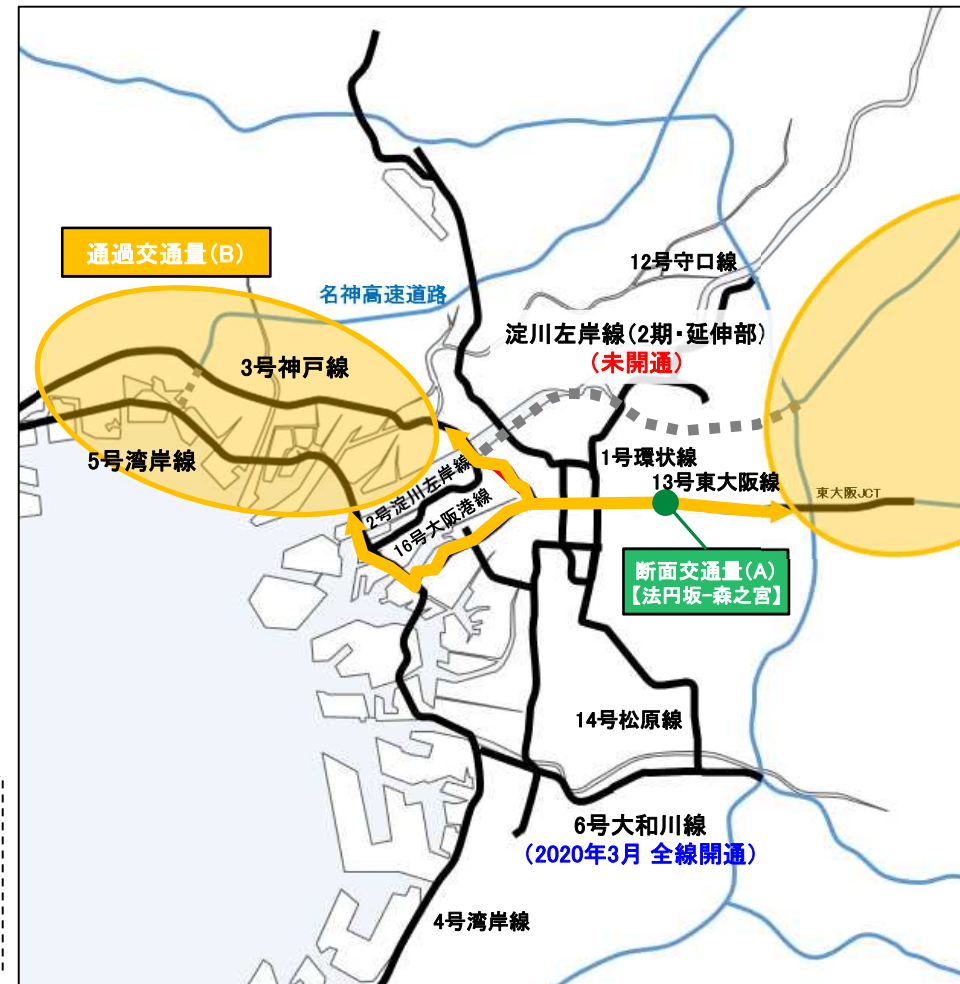 通過交通量(B)
12号守口線
名神高速道路
淀川左岸線(2期・延伸部)
(未開通)
3号神戸線
1号環状線
5号湾岸線
2号淀川左岸線
13号東大阪線
東大阪JCT
16号大阪港線
断面交通量(A)
【法円坂-森之宮】
14号松原線
6号大和川線
(2020年3月 全線開通)
4号湾岸線